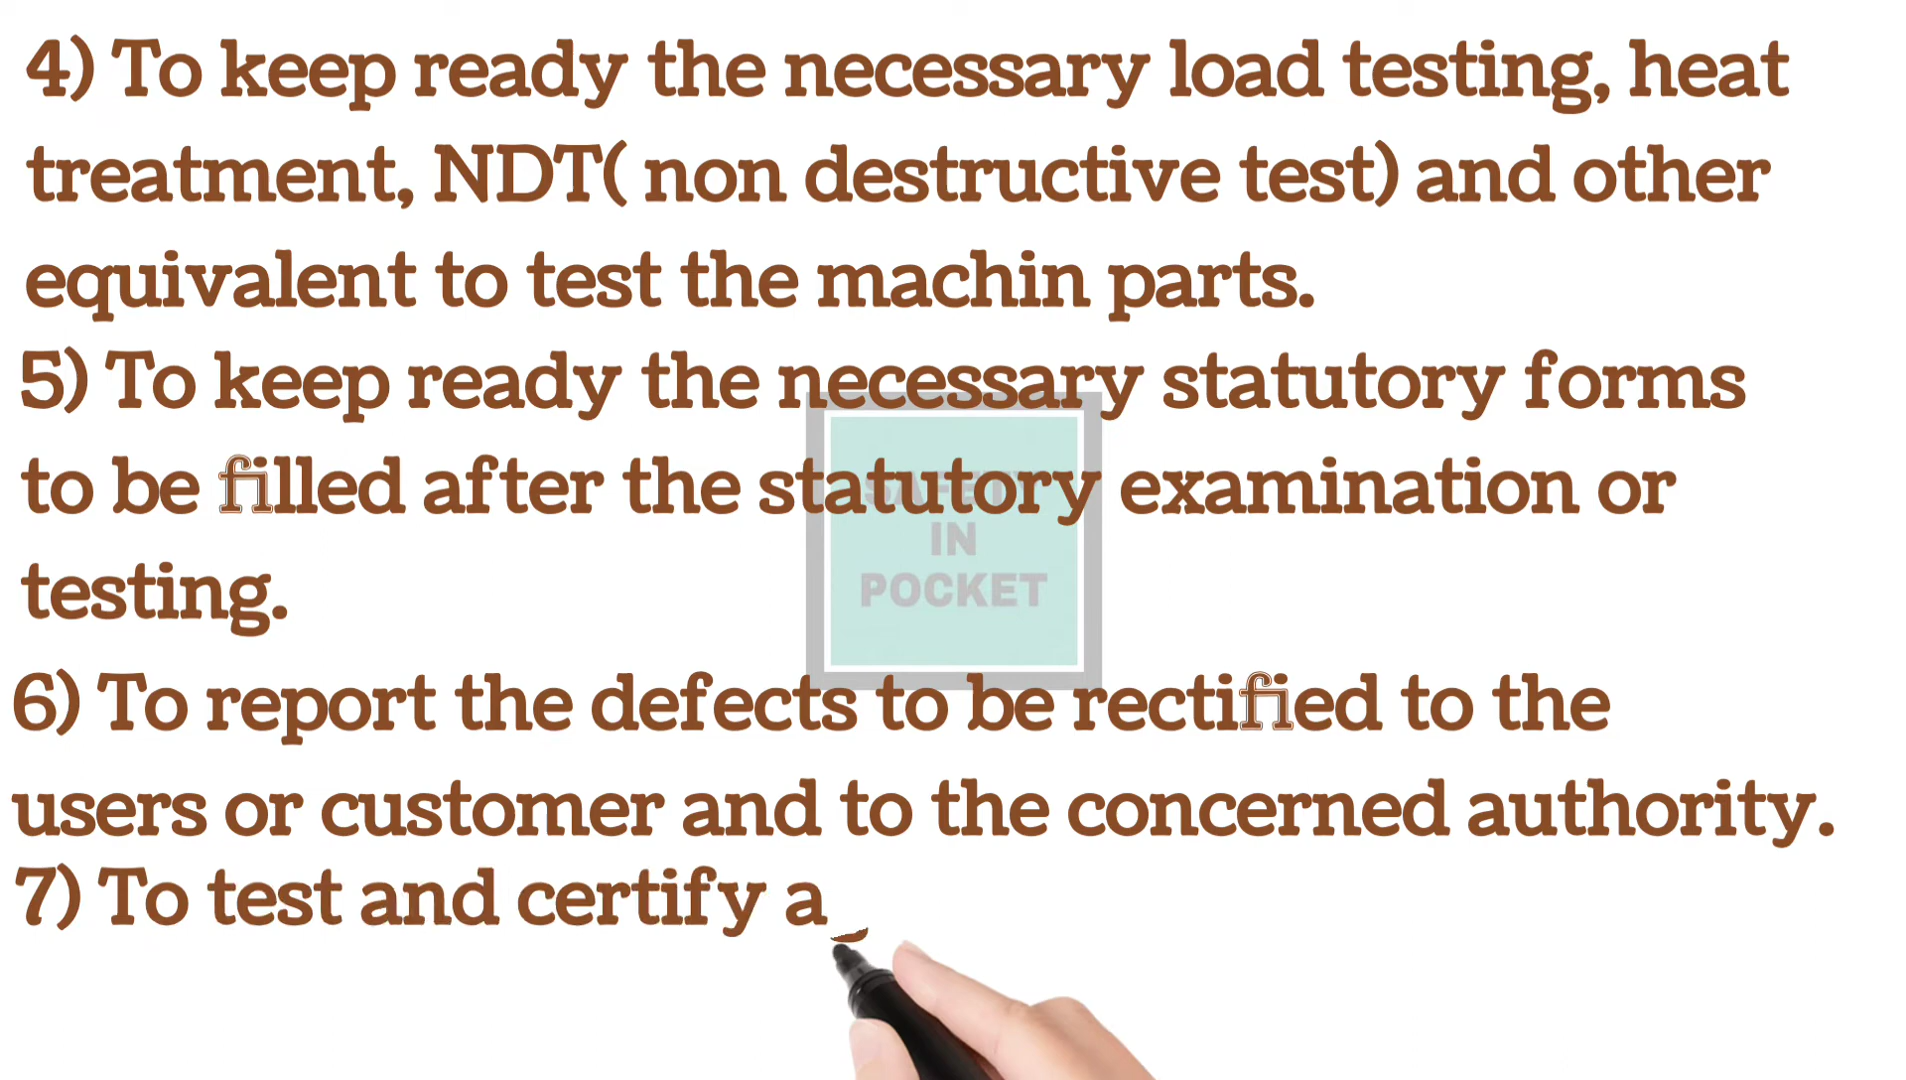 4) To keep ready the necessary load testing, heat
treatment, NDT( non destructive test) and other
equivalent to test the machin parts.
5) To keep ready the necessary statutory forms
to be filled after the statutory examination or
testing.
IN
POCKET
6) To report the defects to be rectified to the
users or customer and to the concerned authority.
7) To test and certify a